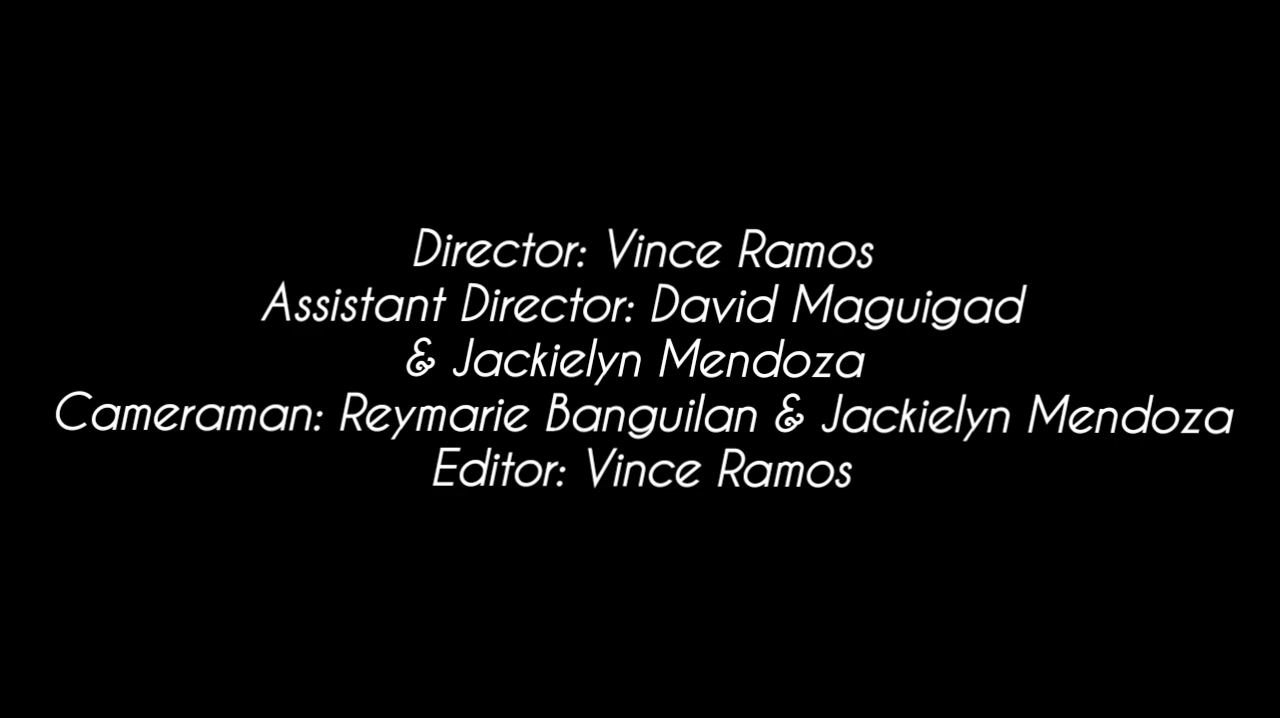 Director: Vince Ramos
Assistant Director: David Maguigad
& Jackielyn Mendoza
Cameraman: Reymarie Banguilan & Jackielyn Mendoza
Editor: Vince Ramos